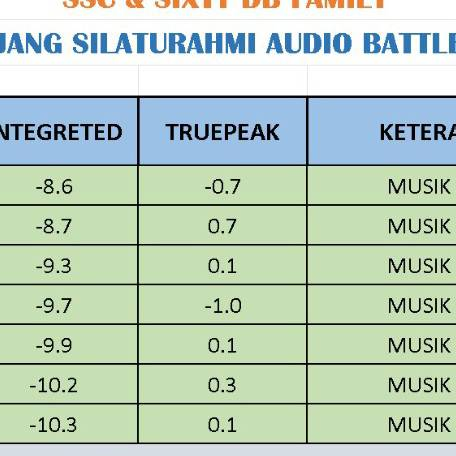 SSC & SIXTY DB FAMILY
JANG SILATURAHMI AUDIO BATTLE
NTEGRETED TRUEPEAK KETERA
-8.6 -0.7 MUSIK
-8.7 0.7 MUSIK
-9.3 0.1 MUSIK
-9.7 -1.0 MUSIK
-9.9 0.1 MUSIK
-10.2 0.3 MUSIK
-10.3 0.1 MUSIK